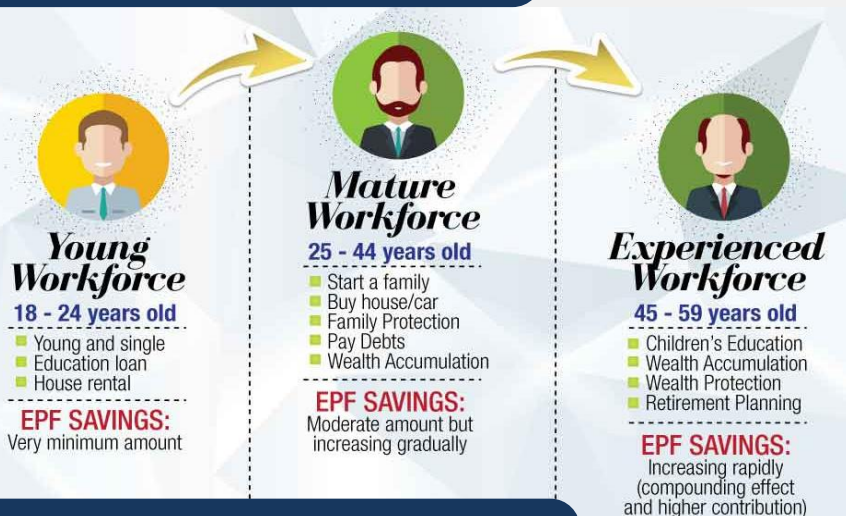 Young
Workforce
18 - 24 years old
Young and single
Education loan
House rental
EPF SAVINGS:
Very minimum amount
Mature
Workforce
25 - 44 years old
Start a family
Buy house/car
Family Protection
Pay Debts
Wealth Accumulation
EPF SAVINGS:
Moderate amount but
increasing gradually
Experienced
Workforce
45 - 59 years old
Children's Education
Wealth Accumulation
Wealth Protection
Retirement Planning
EPF SAVINGS:
Increasing rapidly
(compounding effect
and higher contribution)